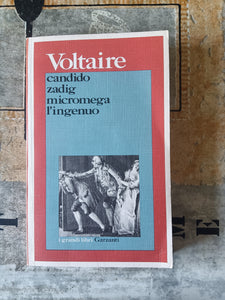 Voltaire
candido
zadig
micromega
l'ingenuo
i grandi libri Garzanti
M E